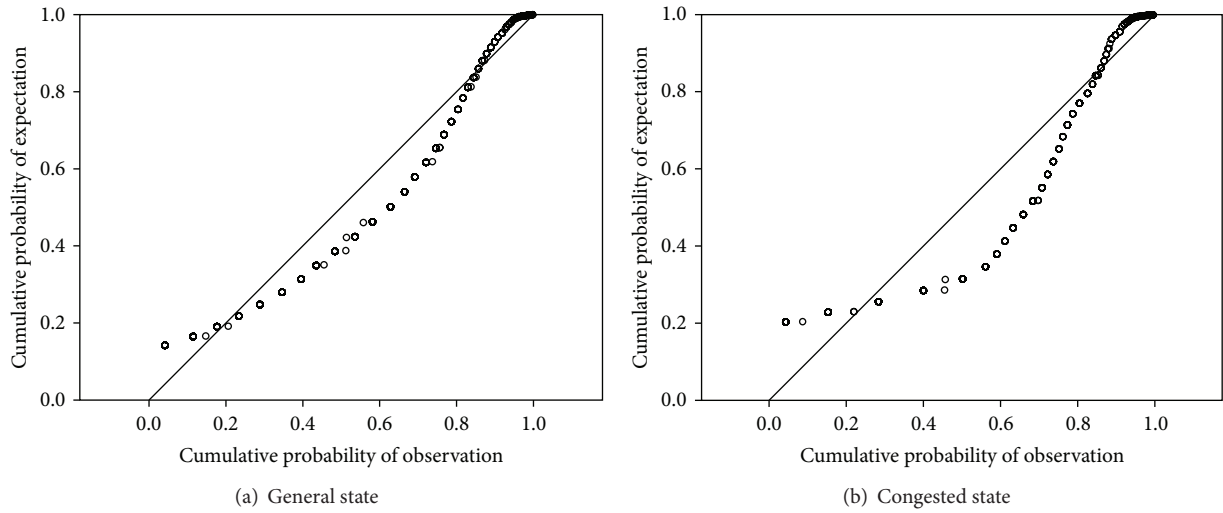 1.0
0.8
0.6
0.4
0.2
0.0
Cumulative probability of expectation
0.0 0.2 0.4 0.6 0.8 1.0
Cumulative probability of observation
(a) General state
1.0
0.8
0.6
0.4
0.2
0.0
Cumulative probability of expectation
0.0 0.2 0.4 0.6 0.8 1.0
Cumulative probability of observation
(b) Congested state